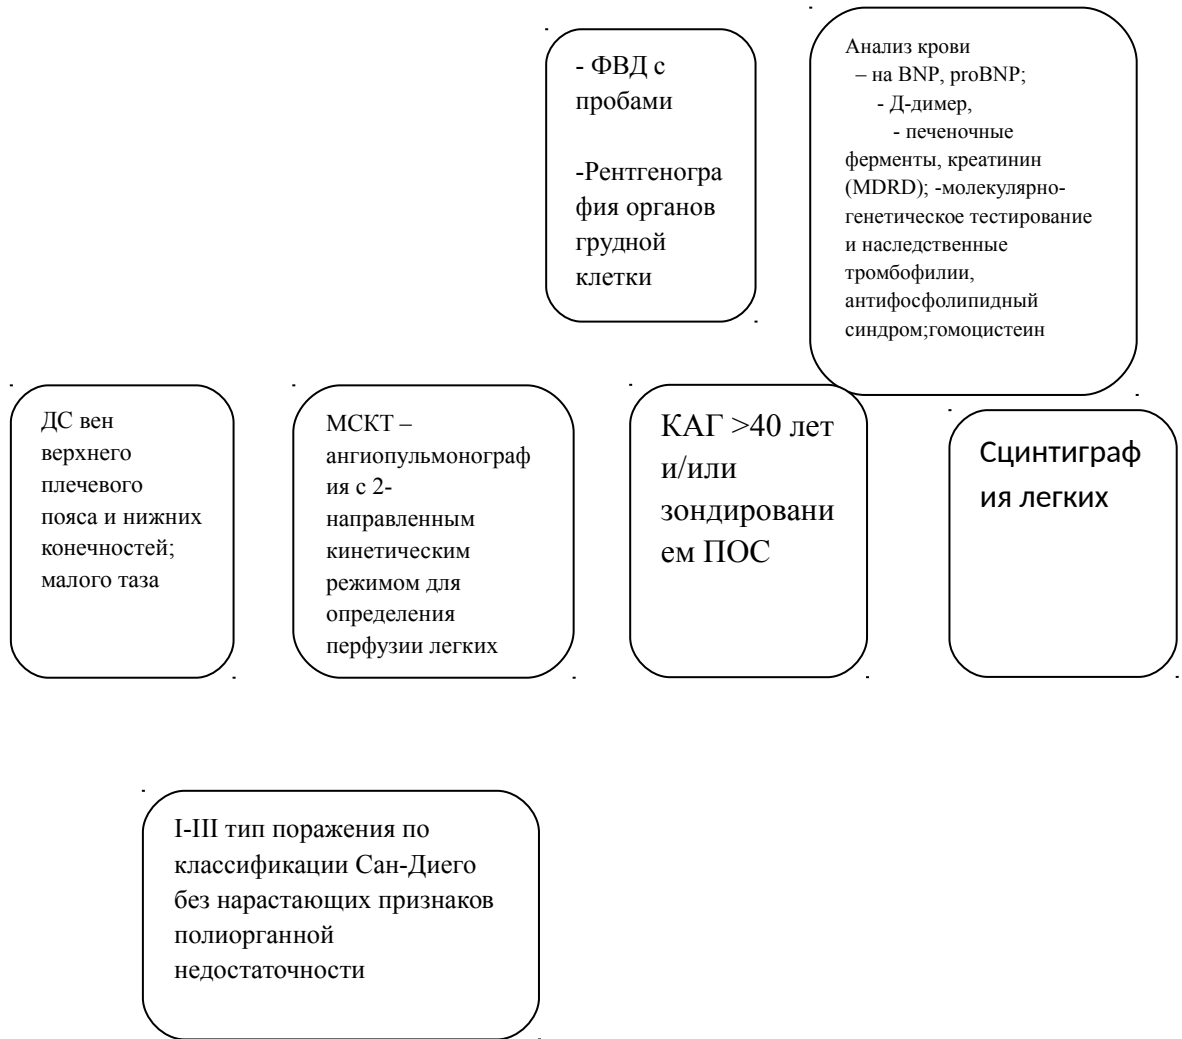 - ФВД с
пробами
-Рентгеногра
фия органов
грудной
клетки
Анализ крови
– на BNP, proBNP;
- Д-димер,
- печеночные
ферменты, креатинин
(MDRD); -молекулярно-
генетическое тестирование
и наследственные
тромбофилии,
антифосфолипидный
синдром;гомоцистеин
ДС вен
верхнего
плечевого
пояса и нижних
конечностей;
малого таза
МСКТ –
ангиопульмонограф
ия с 2-
направленным
кинетическим
режимом для
определения
перфузии легких
КАГ >40 лет
и/или
зондировани
ем ПОС
Сцинтиграф
ия легких
I-III тип поражения по
классификации Сан-Диего
без нарастающих признаков
полиорганной
недостаточности